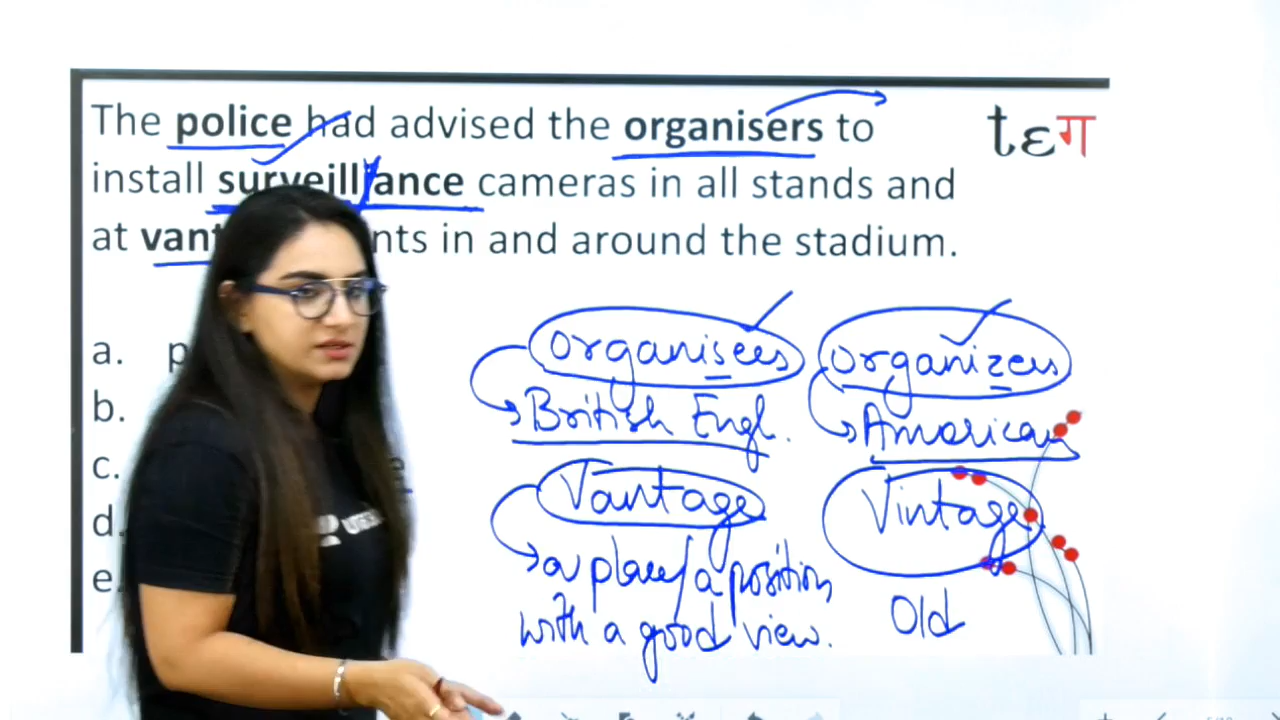 The police had advised the organisers to
tεग
install surveillance cameras in all stands and
at vant nts in and around the stadium.
a. p
b.
c. e
d.
e.
organisers
organizers
British Engl.
American
Vantage
Vintage
a place/a position
with a good view.
Old